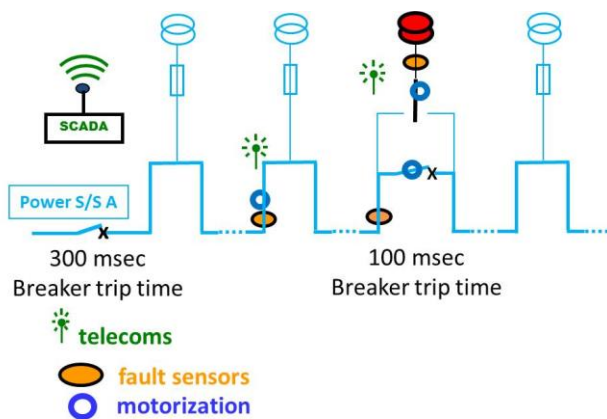 SCADA
Power S/S A
x
x
300 msec
Breaker trip time
100 msec
Breaker trip time
telecoms
fault sensors
motorization